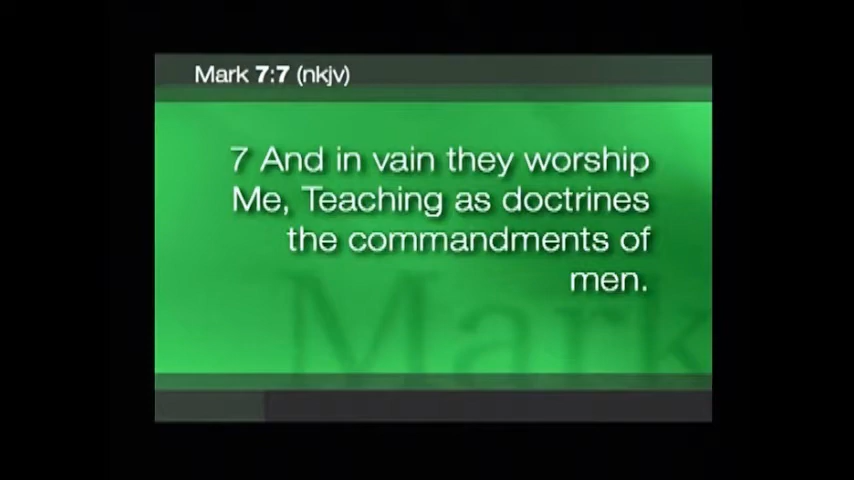 Mark 7:7 (nkjv)
7 And in vain they worship
Me, Teaching as doctrines
the commandments of
men.
Mark